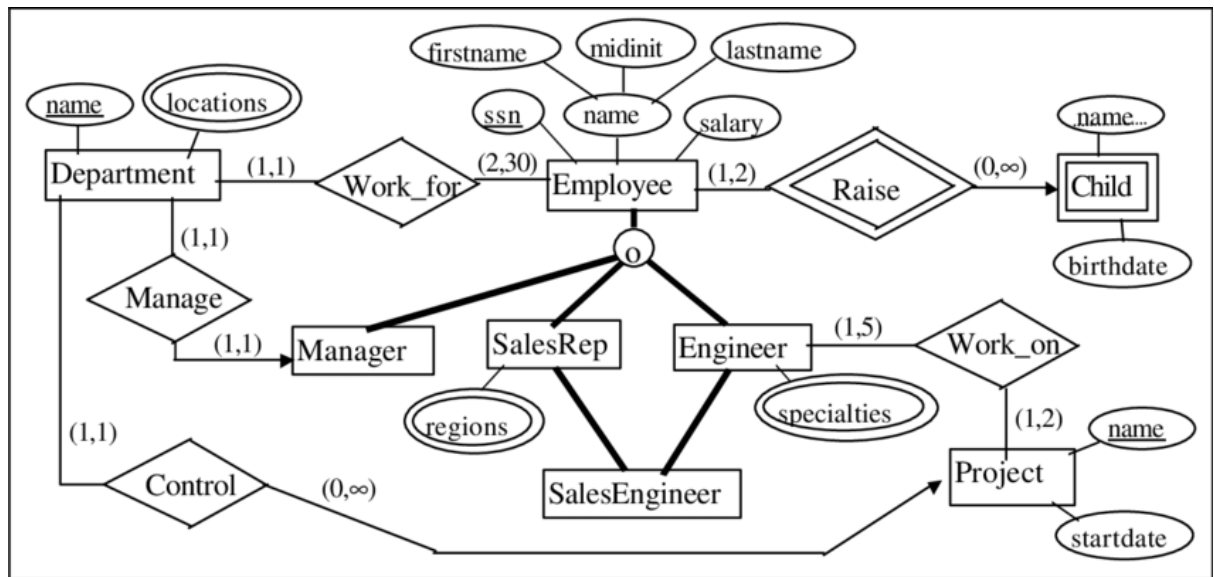 firstname
midinit
lastname
name
locations
ssn
name
salary
.name...
Department
(1,1)
Work_for
(2,30)
Employee
(1,2)
Raise
(0,∞)
Child
(1,1)
o
birthdate
Manage
(1,1)
Manager
SalesRep
Engineer
(1,5)
Work_on
regions
specialties
(1,1)
(1,2)
name
Control
(0,∞)
SalesEngineer
Project
startdate